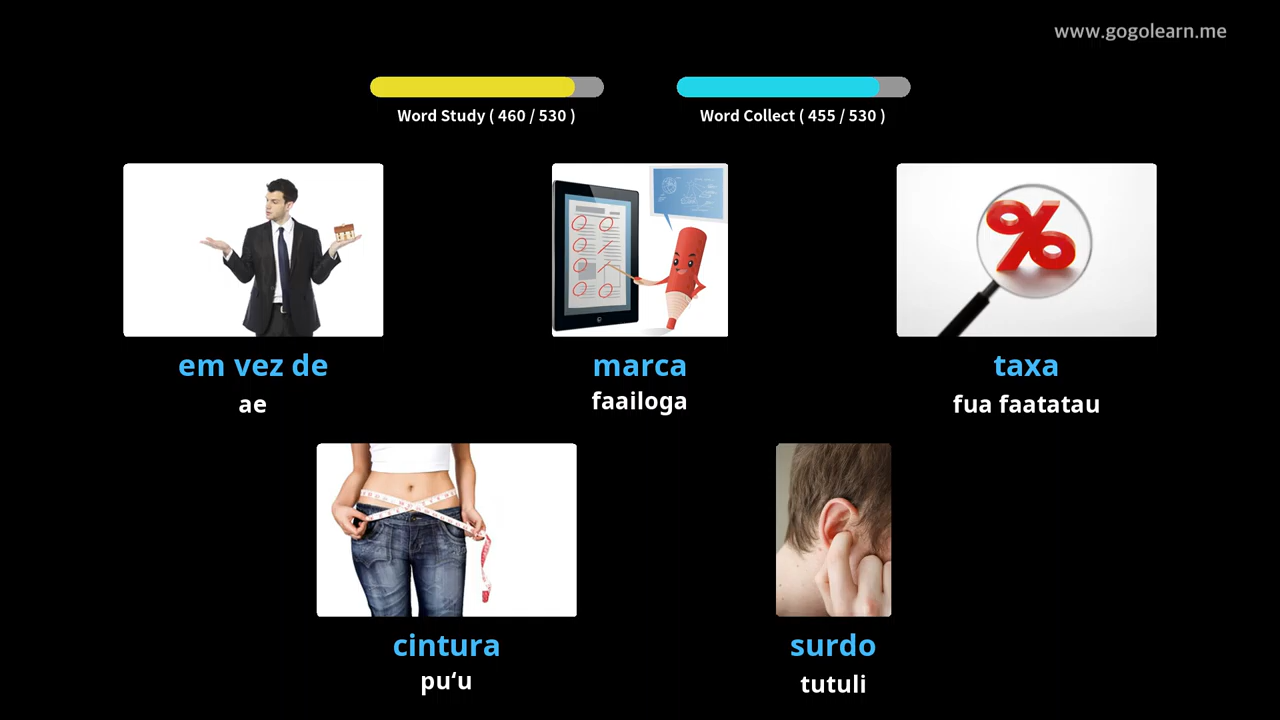 www.gogolearn.me
Word Study ( 460 / 530 )
Word Collect ( 455 / 530 )
em vez de
ae
marca
faailoga
taxa
fua faatatau
cintura
puʻu
surdo
tutuli